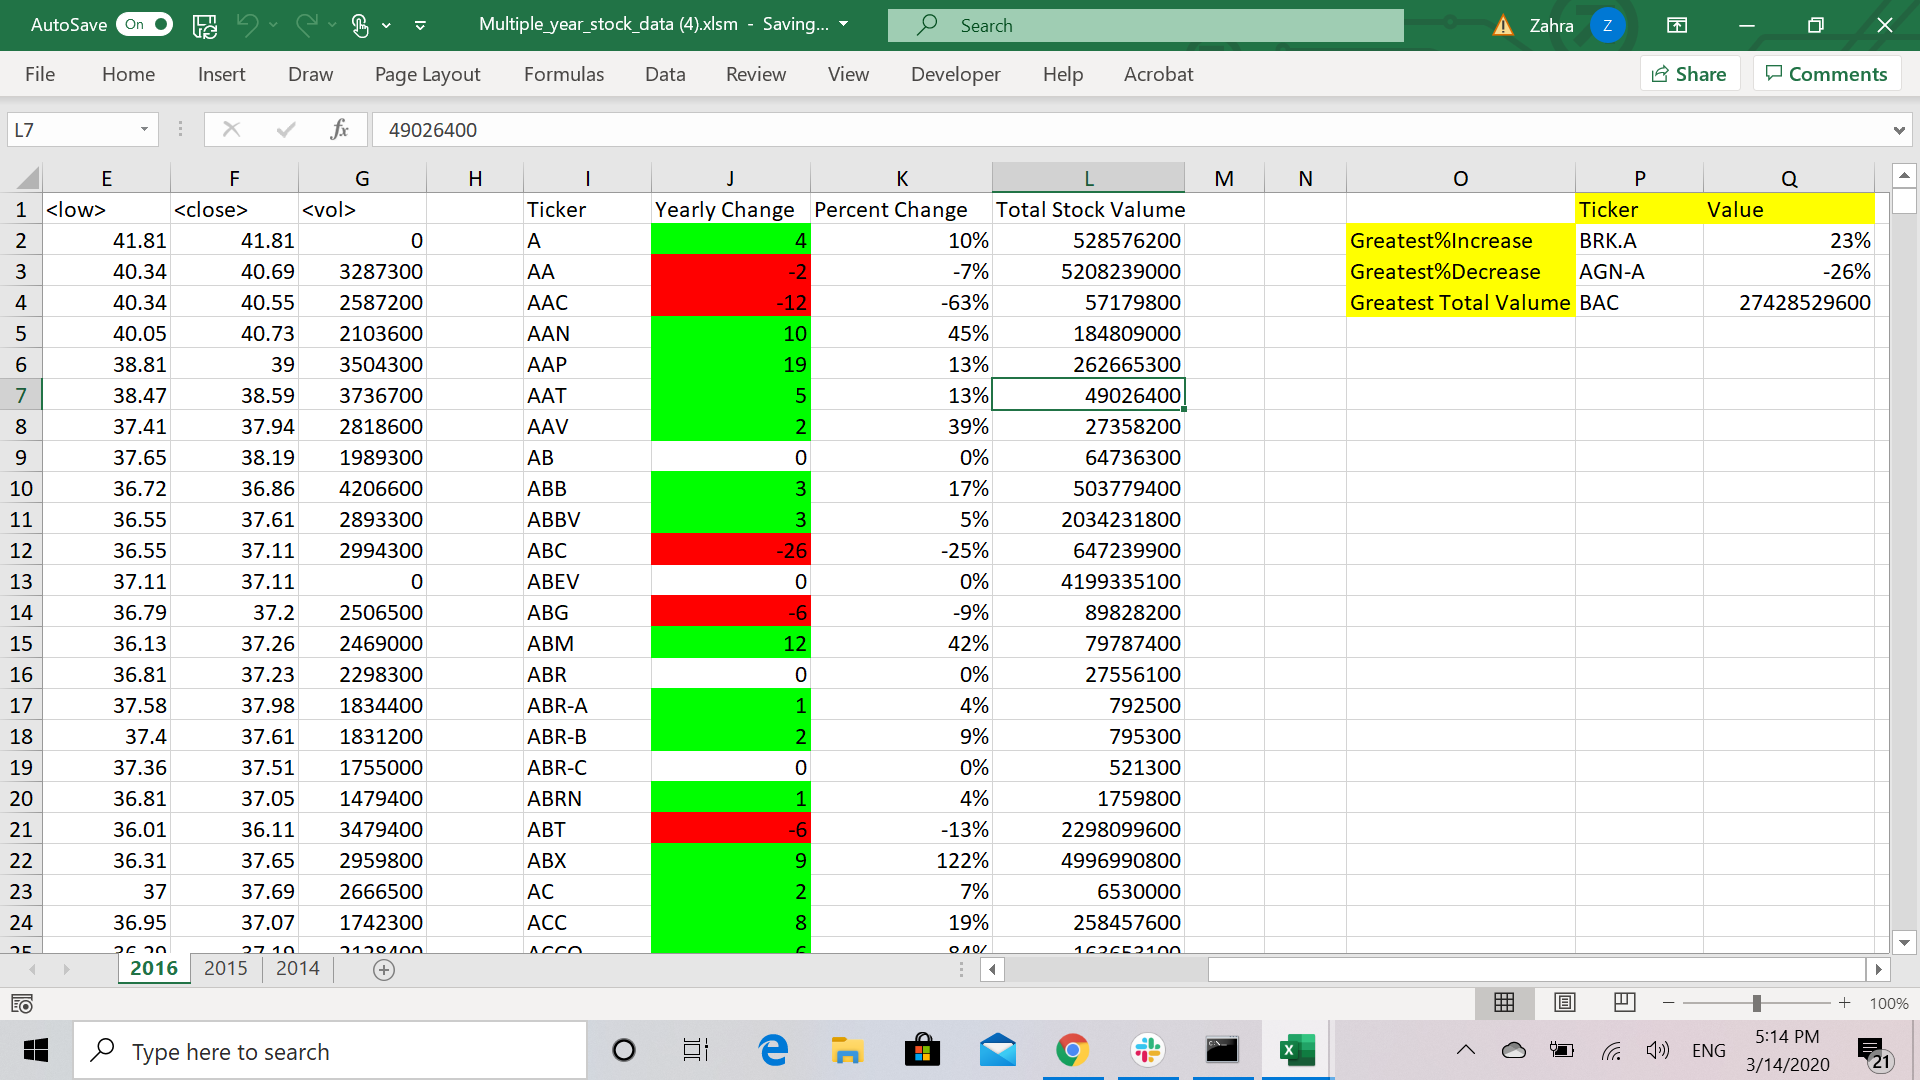 AutoSave On Multiple_year_stock_data (4).xlsm - Saving... Search Zahra Z
File Home Insert Draw Page Layout Formulas Data Review View Developer Help Acrobat Share Comments
L7 fx 49026400
E F G H I J K L M N O P Q
1 <low> <close> <vol> Ticker Yearly Change Percent Change Total Stock Valume Ticker Value
2 41.81 41.81 0 A 4 10% 528576200 Greatest%Increase BRK.A 23%
3 40.34 40.69 3287300 AA -2 -7% 5208239000 Greatest%Decrease AGN-A -26%
4 40.34 40.55 2587200 AAC -12 -63% 57179800 Greatest Total Valume BAC 27428529600
5 40.05 40.73 2103600 AAN 10 45% 184809000
6 38.81 39 3504300 AAP 19 13% 262665300
7 38.47 38.59 3736700 AAT 5 13% 49026400
8 37.41 37.94 2818600 AAV 2 39% 27358200
9 37.65 38.19 1989300 AB 0 0% 64736300
10 36.72 36.86 4206600 ABB 3 17% 503779400
11 36.55 37.61 2893300 ABBV 3 5% 2034231800
12 36.55 37.11 2994300 ABC -26 -25% 647239900
13 37.11 37.11 0 ABEV 0 0% 4199335100
14 36.79 37.2 2506500 ABG -6 -9% 89828200
15 36.13 37.26 2469000 ABM 12 42% 79787400
16 36.81 37.23 2298300 ABR 0 0% 27556100
17 37.58 37.98 1834400 ABR-A 1 4% 792500
18 37.4 37.61 1831200 ABR-B 2 9% 795300
19 37.36 37.51 1755000 ABR-C 0 0% 521300
20 36.81 37.05 1479400 ABRN 1 4% 1759800
21 36.01 36.11 3479400 ABT -6 -13% 2298099600
22 36.31 37.65 2959800 ABX 9 122% 4996990800
23 37 37.69 2666500 AC 2 7% 6530000
24 36.95 37.07 1742300 ACC 8 19% 258457600
25 36.29 37.19 2128400 ACCO 6 84% 163653100
2016 2015 2014
100%
Type here to search ENG 5:14 PM
3/14/2020 21